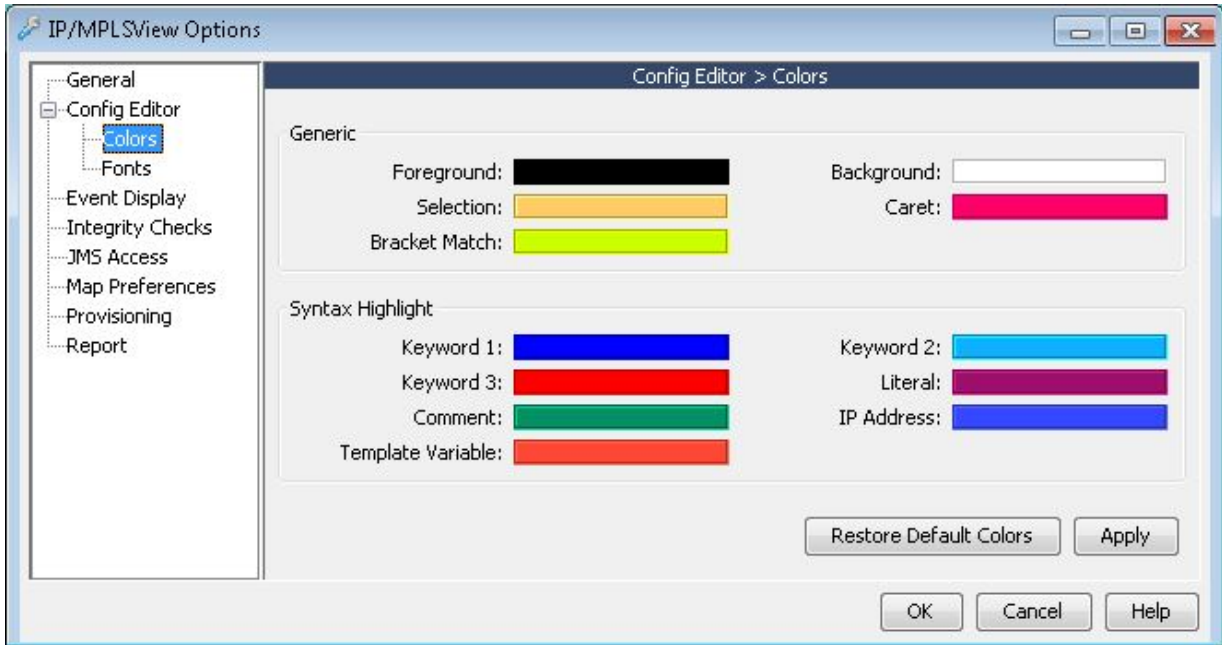 IP/MPLSView Options
General
Config Editor
Colors
Fonts
Event Display
Integrity Checks
JMS Access
Map Preferences
Provisioning
Report
Config Editor > Colors
Generic
Foreground: Background:
Selection: Caret:
Bracket Match:
Syntax Highlight
Keyword 1: Keyword 2:
Keyword 3: Literal:
Comment: IP Address:
Template Variable:
Restore Default Colors Apply
OK Cancel Help